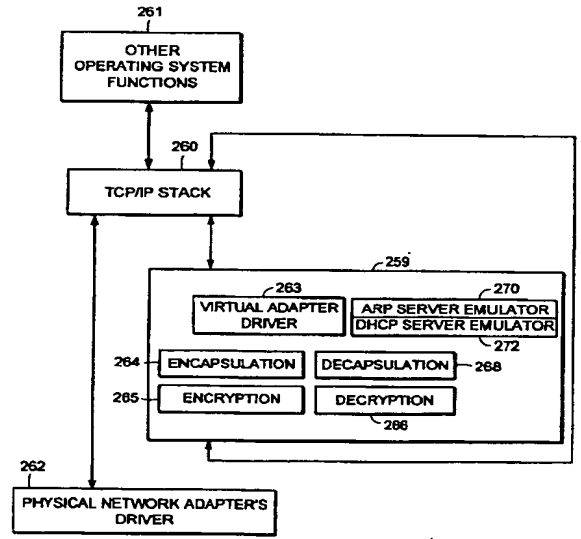 261
OTHER
OPERATING SYSTEM
FUNCTIONS
260
TCP/IP STACK
259
263
VIRTUAL ADAPTER
DRIVER
270
ARP SERVER EMULATOR
DHCP SERVER EMULATOR
272
264
ENCAPSULATION
DECAPSULATION
268
265
ENCRYPTION
DECRYPTION
266
262
PHYSICAL NETWORK ADAPTER'S
DRIVER